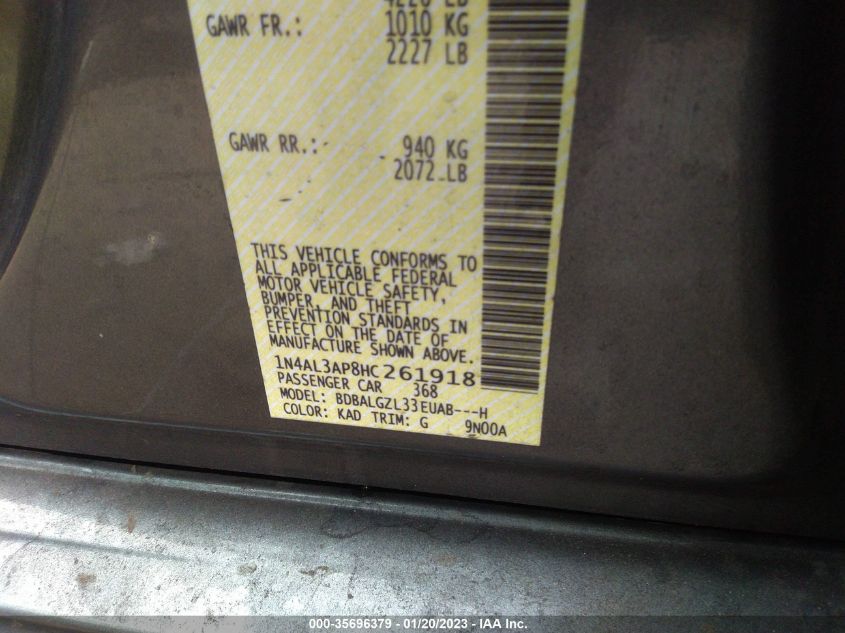 4226 LB
GAWR FR.: 1010 KG
2227 LB
GAWR RR.: 940 KG
2072 LB
THIS VEHICLE CONFORMS TO
ALL APPLICABLE FEDERAL
MOTOR VEHICLE SAFETY,
BUMPER, AND THEFT
PREVENTION STANDARDS IN
EFFECT ON THE DATE OF
MANUFACTURE SHOWN ABOVE.
1N4AL3AP8HC261918
PASSENGER CAR 368
MODEL: BDBALGZL33EUAB---H
COLOR: KAD TRIM: G 9N00A
000-35696379 - 01/20/2023 - IAA Inc.